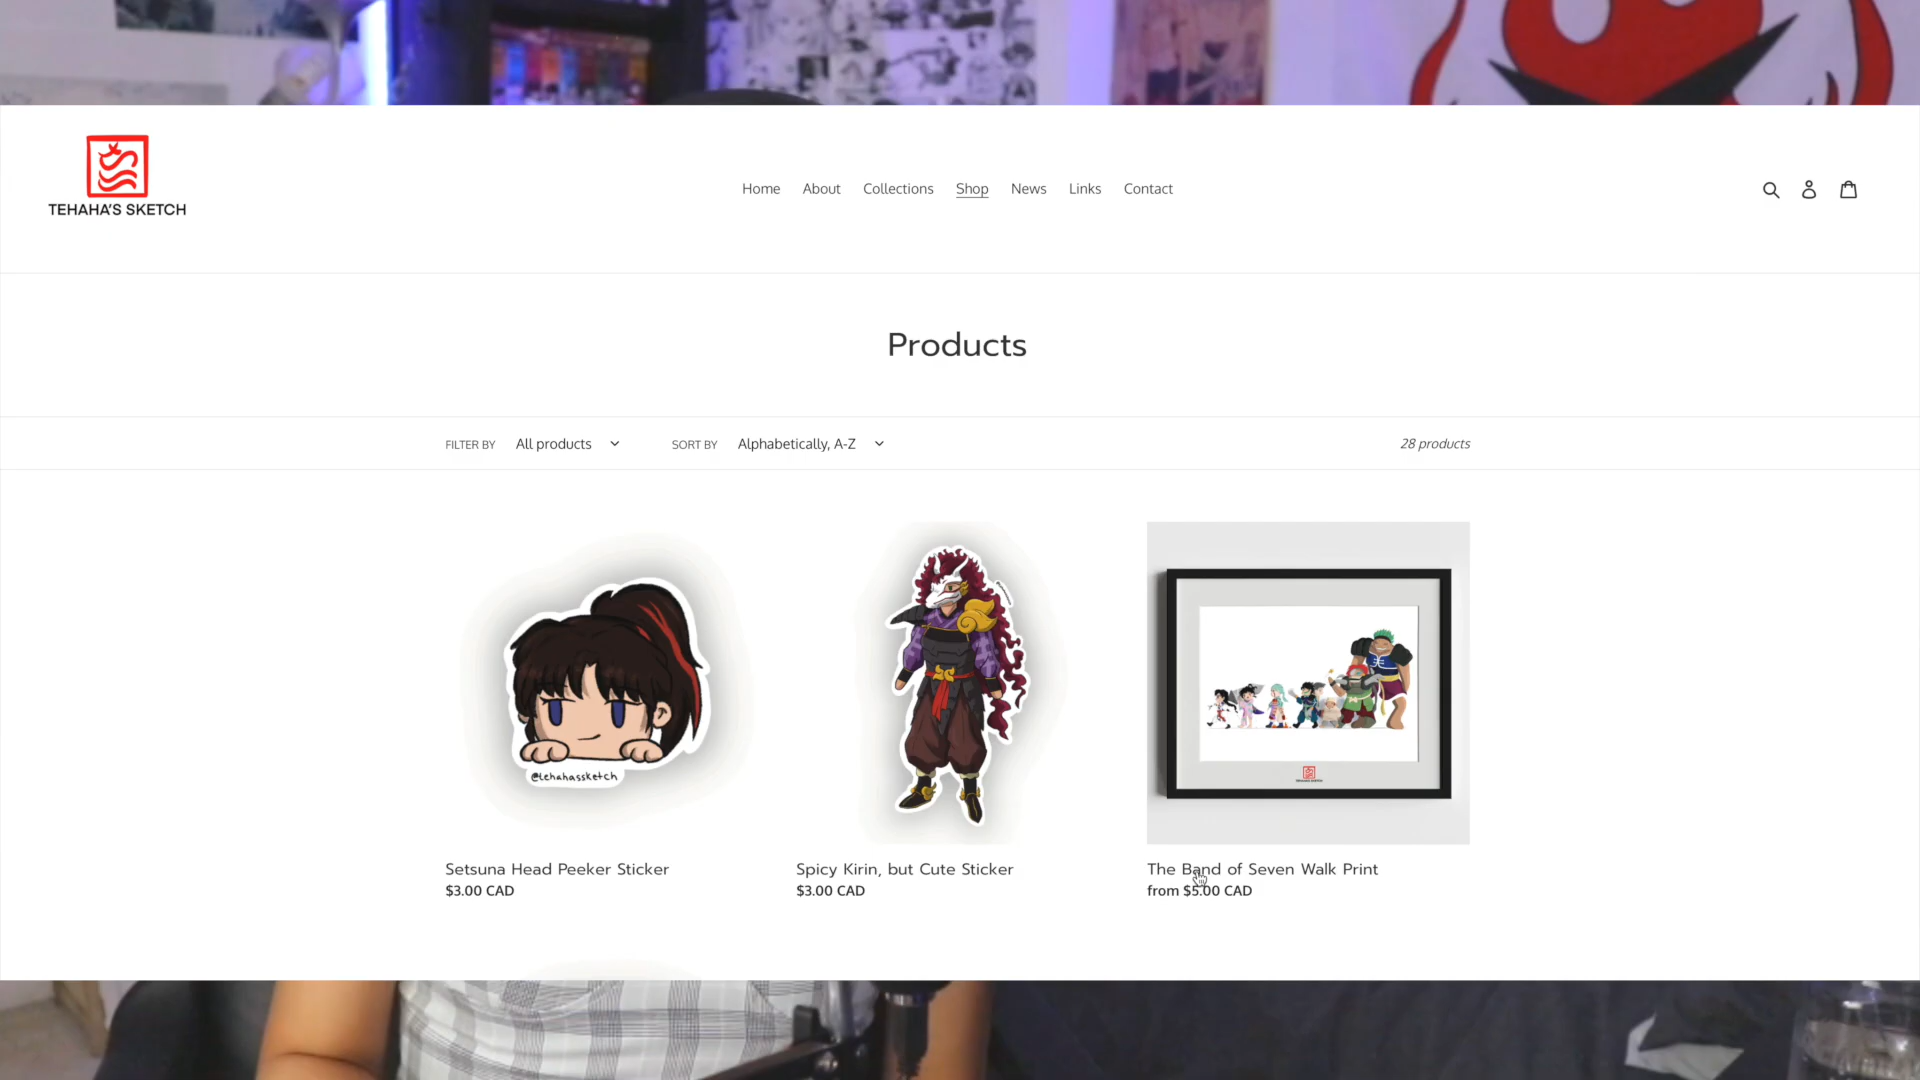 TEHAHA'S SKETCH
Home About Collections Shop News Links Contact
Products
FILTER BY All products SORT BY Alphabetically, A-Z 28 products
@tehahassketch
Setsuna Head Peeker Sticker
$3.00 CAD
Spicy Kirin, but Cute Sticker
$3.00 CAD
The Band of Seven Walk Print
from $5.00 CAD